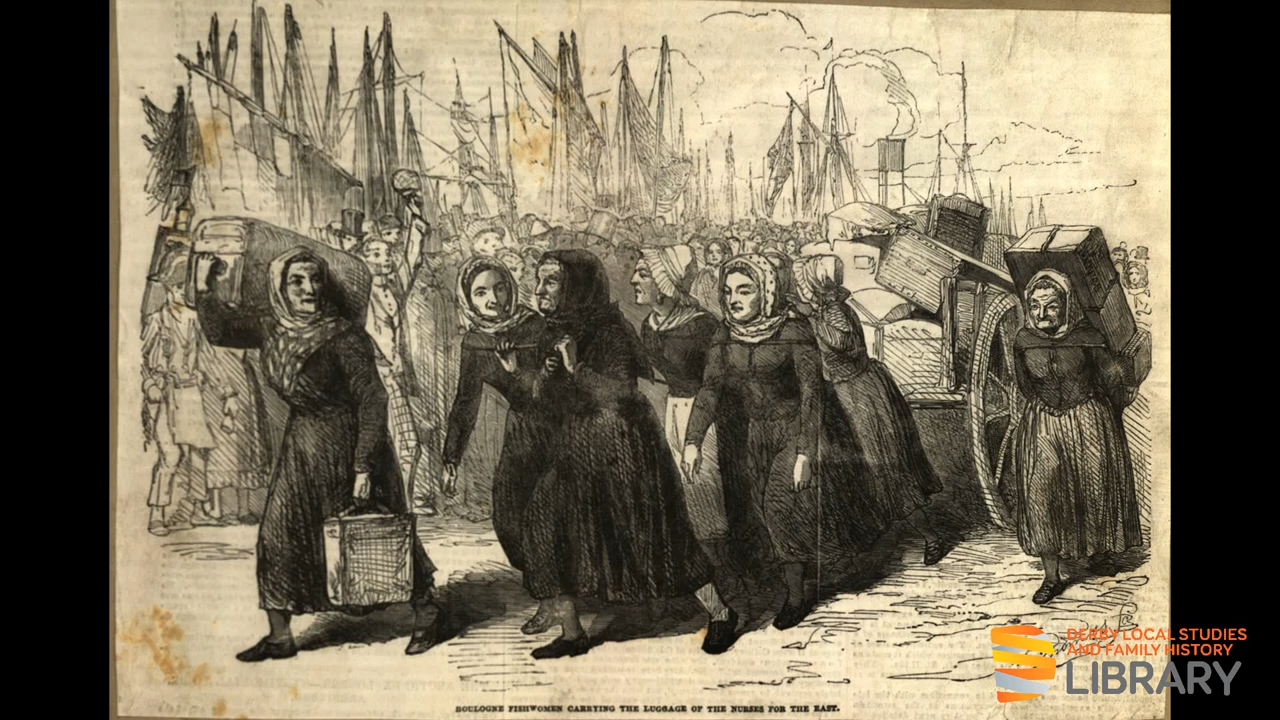 BOULOGNE FISHWOMEN CARRYING THE LUGGAGE OF THE NURSES FOR THE EAST.
DERBY LOCAL STUDIES
AND FAMILY HISTORY
LIBRARY